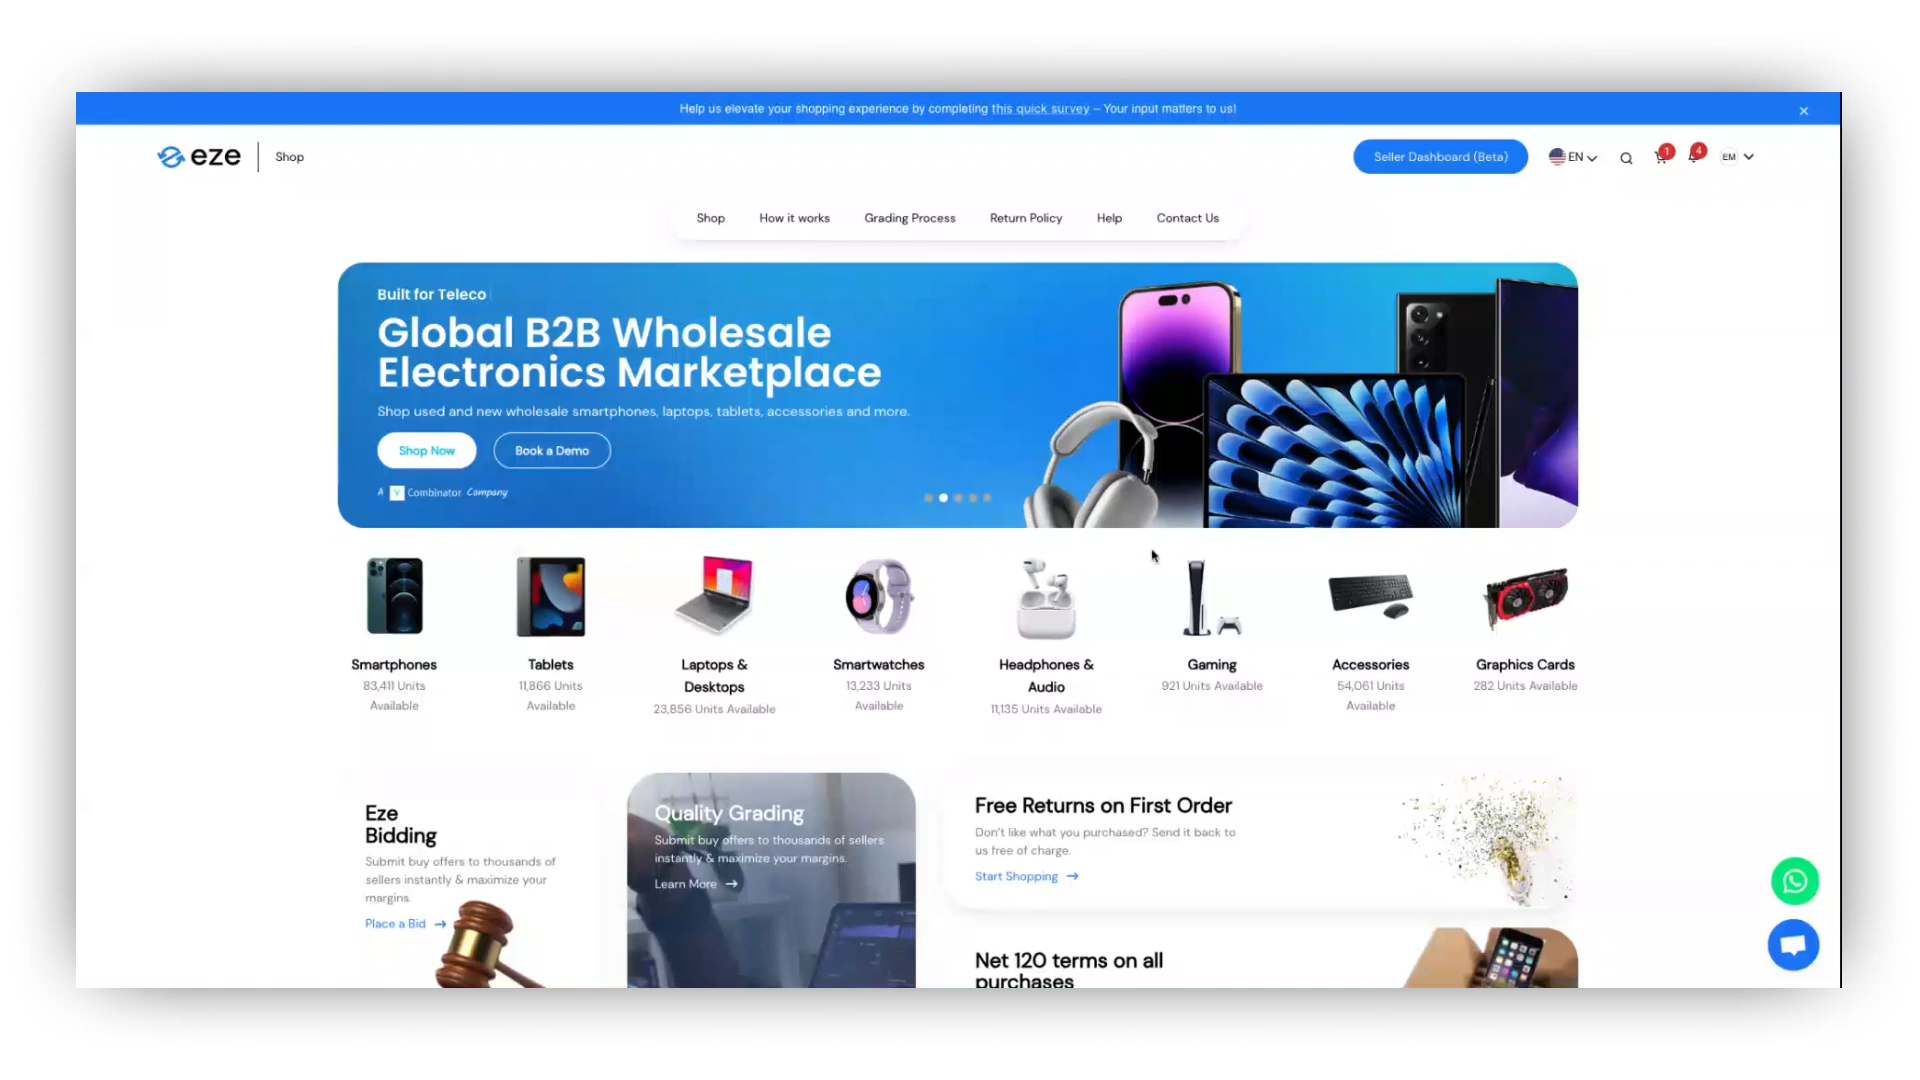 Help us elevate your shopping experience by completing this quick survey – Your input matters to us!
eze
Shop
Seller Dashboard (Beta)
EN
1
4
EM
Shop
How it works
Grading Process
Return Policy
Help
Contact Us
Built for Teleco
Global B2B Wholesale
Electronics Marketplace
Shop used and new wholesale smartphones, laptops, tablets, accessories and more.
Shop Now
Book a Demo
A Y Combinator Company
Smartphones
83,411 Units
Available
Tablets
11,866 Units
Available
Laptops &
Desktops
23,856 Units Available
Smartwatches
13,233 Units
Available
Headphones &
Audio
11,135 Units Available
Gaming
921 Units Available
Accessories
54,061 Units
Available
Graphics Cards
282 Units Available
Eze
Bidding
Submit buy offers to thousands of
sellers instantly & maximize your
margins.
Place a Bid →
Quality Grading
Submit buy offers to thousands of sellers
instantly & maximize your margins.
Learn More →
Free Returns on First Order
Don't like what you purchased? Send it back to
us free of charge.
Start Shopping →
Net 120 terms on all
purchases